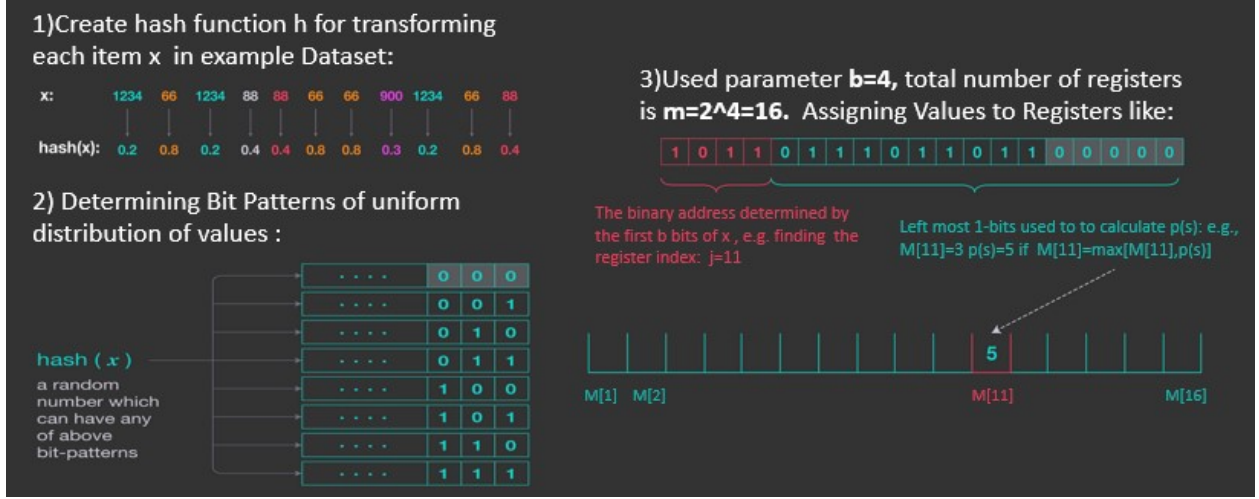 1)Create hash function h for transforming
each item x in example Dataset:
x: 1234 66 1234 88 88 66 66 900 1234 66 88
hash(x): 0.2 0.8 0.2 0.4 0.4 0.8 0.8 0.3 0.2 0.8 0.4
2) Determining Bit Patterns of uniform
distribution of values :
. . . . 0 0 0
. . . . 0 0 1
. . . . 0 1 0
. . . . 0 1 1
. . . . 1 0 0
. . . . 1 0 1
. . . . 1 1 0
. . . . 1 1 1
hash ( x )
a random
number which
can have any
of above
bit-patterns
3)Used parameter b=4, total number of registers
is m=2^4=16. Assigning Values to Registers like:
1 0 1 1 0 1 1 1 0 1 1 0 1 1 0 0 0 0 0
The binary address determined by
the first b bits of x , e.g. finding the
register index: j=11
Left most 1-bits used to to calculate p(s): e.g.,
M[11]=3 p(s)=5 if M[11]=max[M[11],p(s)]
5
M[1] M[2] M[11] M[16]